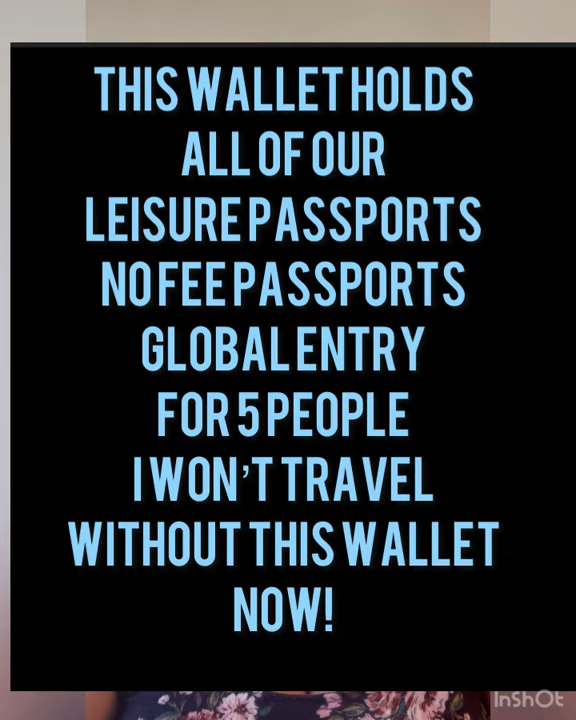 THIS WALLET HOLDS
ALL OF OUR
LEISURE PASSPORTS
NO FEE PASSPORTS
GLOBAL ENTRY
FOR 5 PEOPLE
I WON'T TRAVEL
WITHOUT THIS WALLET
NOW!
InShOt